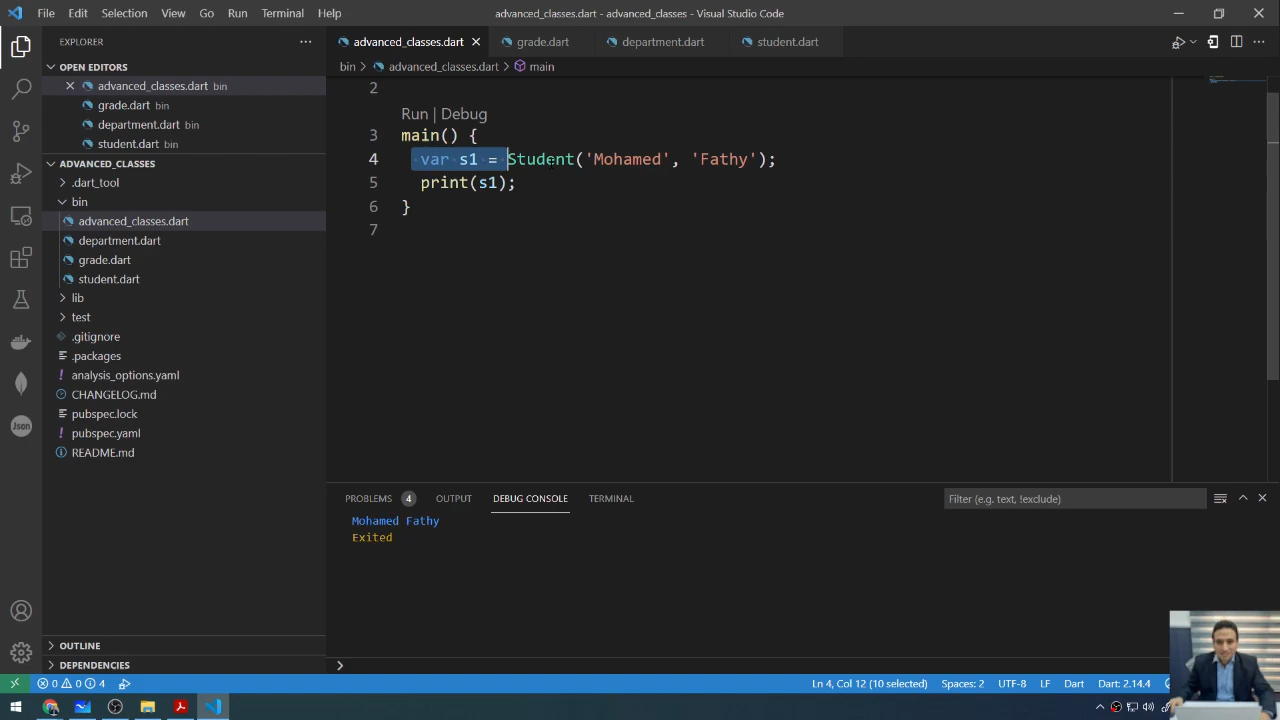 File Edit Selection View Go Run Terminal Help
advanced_classes.dart - Visual Studio Code
EXPLORER
OPEN EDITORS
advanced_classes.dart bin
grade.dart bin
department.dart bin
student.dart bin
ADVANCED_CLASSES
.dart_tool
bin
advanced_classes.dart
department.dart
grade.dart
student.dart
lib
test
.gitignore
.packages
analysis_options.yaml
CHANGELOG.md
pubspec.lock
pubspec.yaml
README.md
OUTLINE
DEPENDENCIES
advanced_classes.dart grade.dart department.dart student.dart
bin > advanced_classes.dart > main
2
Run | Debug
3 main() {
4 var s1 = Student('Mohamed', 'Fathy');
5 print(s1);
6 }
7
PROBLEMS 4 OUTPUT DEBUG CONSOLE TERMINAL
Filter (e.g. text, !exclude)
Mohamed Fathy
Exited
Json
0 0 4
Ln 4, Col 12 (10 selected) Spaces: 2 UTF-8 LF Dart Dart: 2.14.4